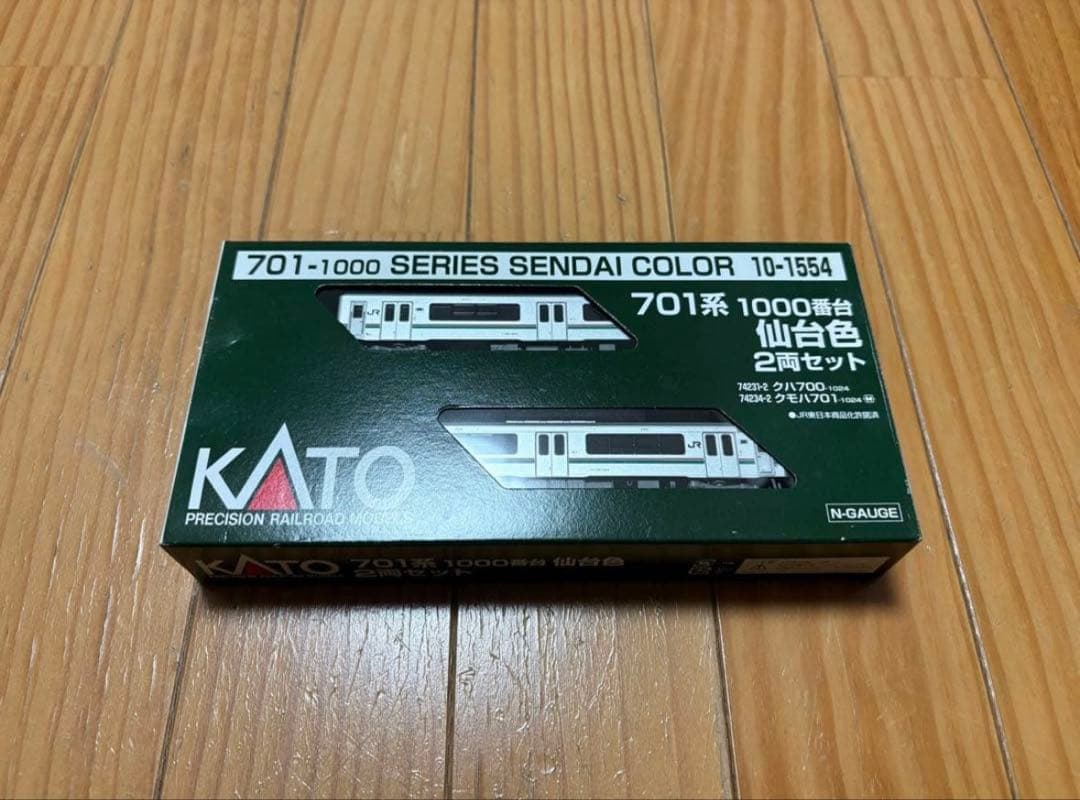 701-1000 SERIES SENDAI COLOR 10-1554
701系 1000番台
仙台色
2両セット
74231-2 クハ700-1024
74234-2 クモハ701-1024 M
●JR東日本商品化許諾済
JR
JR
KATO
PRECISION RAILROAD MODELS
N-GAUGE
KATO 701系 1000番台 仙台色
2両セット